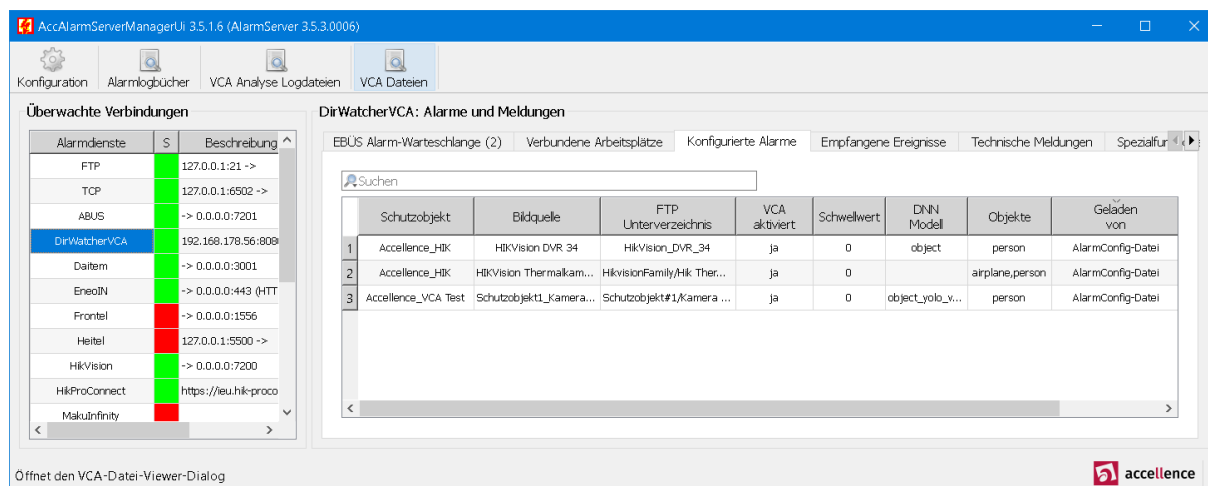 AccAlarmServerManagerUi 3.5.1.6 (AlarmServer 3.5.3.0006)
Konfiguration Alarmlogbücher VCA Analyse Logdateien VCA Dateien
Überwachte Verbindungen
Alarmdienste S Beschreibung
FTP 127.0.0.1:21 ->
TCP 127.0.0.1:6502 ->
ABUS -> 0.0.0.0:7201
DirWatcherVCA 192.168.178.56:808
Daitem -> 0.0.0.0:3001
EneoIN -> 0.0.0.0:443 (HTT
Frontel -> 0.0.0.0:1556
Heitel 127.0.0.1:5500 ->
HikVision -> 0.0.0.0:7200
HikProConnect https://ieu.hik-proco
MakuInfinity
DirWatcherVCA: Alarme und Meldungen
EBÜS Alarm-Warteschlange (2) Verbundene Arbeitsplätze Konfigurierte Alarme Empfangene Ereignisse Technische Meldungen Spezialfur
Suchen
Schutzobjekt Bildquelle FTP Unterverzeichnis VCA aktiviert Schwellwert DNN Modell Objekte Geladen von
1 Accellence_HIK HIKVision DVR 34 HikVision_DVR_34 ja 0 object person AlarmConfig-Datei
2 Accellence_HIK HIKVision Thermalkam... HikvisionFamily/Hik Ther... ja 0 airplane,person AlarmConfig-Datei
3 Accellence_VCA Test Schutzobjekt1_Kamera... Schutzobjekt#1/Kamera ... ja 0 object_yolo_v... person AlarmConfig-Datei
Öffnet den VCA-Datei-Viewer-Dialog
accellence